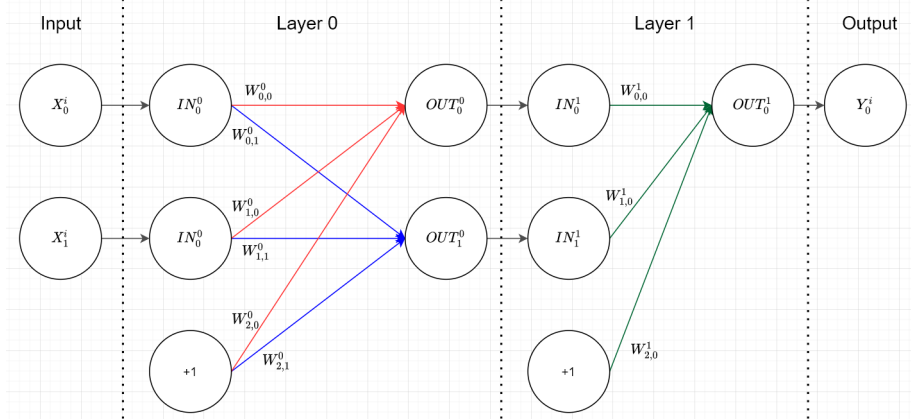 Input Layer 0 Layer 1 Output
X_0^i IN_0^0 W_{0,0}^0 OUT_0^0 IN_0^1 W_{0,0}^1 OUT_0^1 Y_0^i
W_{0,1}^0
X_1^i IN_0^0 W_{1,0}^0 OUT_1^0 IN_1^1 W_{1,0}^1
W_{1,1}^0
W_{2,0}^0
+1 W_{2,1}^0 +1 W_{2,0}^1